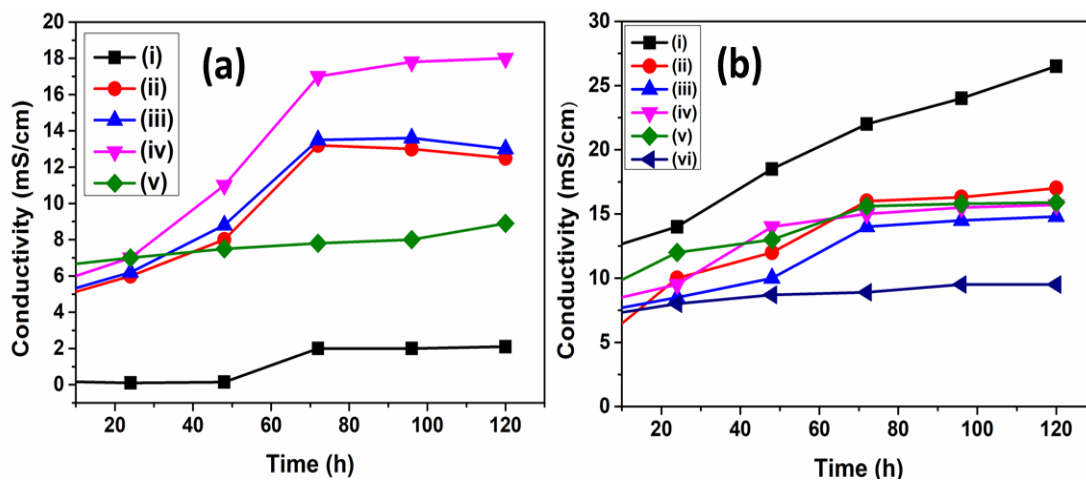 (a)
(i)
(ii)
(iii)
(iv)
(v)
Conductivity (mS/cm)
20
18
16
14
12
10
8
6
4
2
0
20 40 60 80 100 120
Time (h)
(b)
(i)
(ii)
(iii)
(iv)
(v)
(vi)
Conductivity (mS/cm)
30
25
20
15
10
5
0
20 40 60 80 100 120
Time (h)